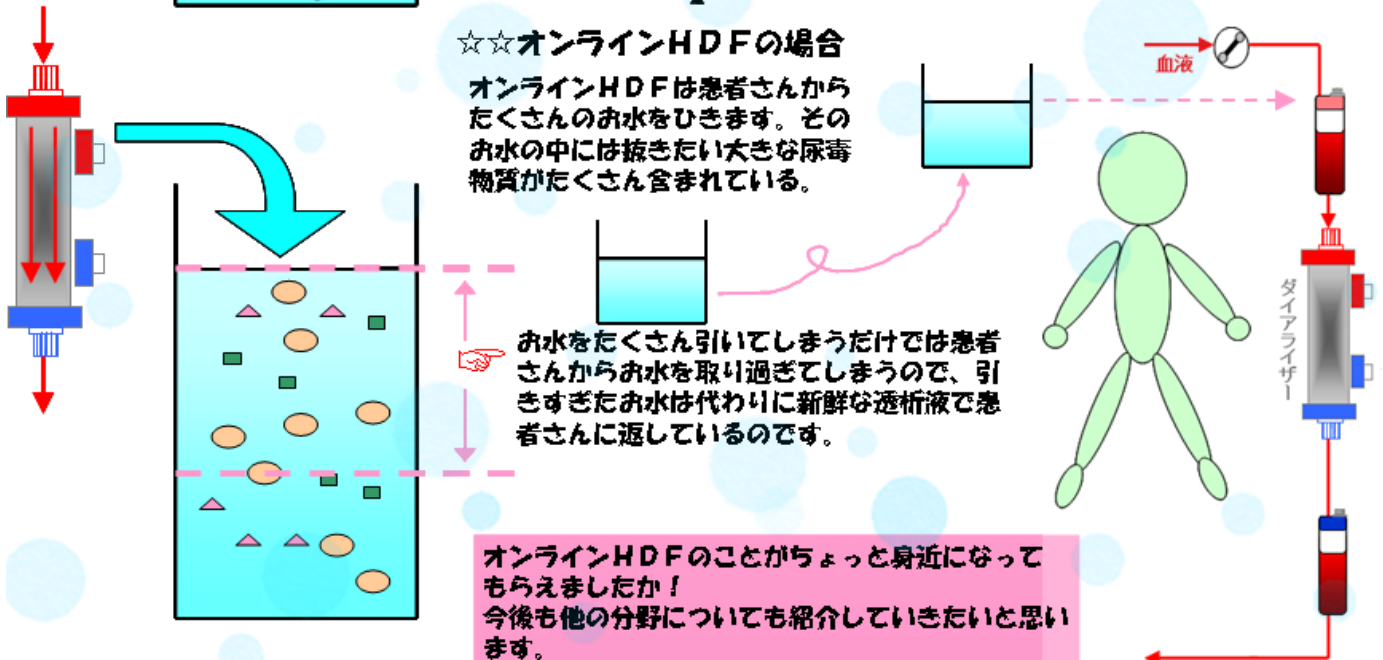 ☆☆オンラインHDFの場合
オンラインHDFは患者さんから
たくさんのお水をひきます。その
お水の中には抜きたい大きな尿毒
物質がたくさん含まれている。
血液
ダイアライザー
お水をたくさん引いてしまうだけでは患者
さんからお水を取り過ぎてしまうので、引
きすぎたお水は代わりに新鮮な透析液で患
者さんに返しているのです。
オンラインHDFのことがちょっと身近になって
もらえましたか!
今後も他の分野についても紹介していきたいと思い
ます。